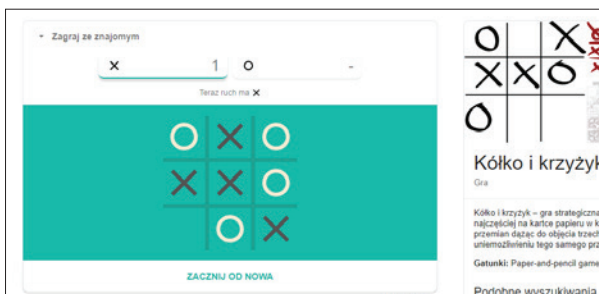 Zagraj ze znajomym
× 1 O -
Teraz ruch ma ×
O X O
X X O
O X
ZACZNIJ OD NOWA
Kółko i krzyżyk
Gra
Kółko i krzyżyk – gra strategiczna
najczęściej na kartce papieru w k
przemian dążąc do objęcia trzech
uniemożliwieniu tego samego prz
Gatunki: Paper-and-pencil game
Podobne wyszukiwania